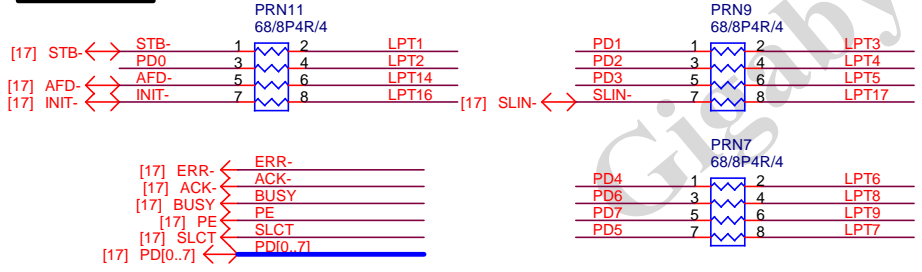 PRN11
68/8P4R/4
[17] STB- STB- 1 2 LPT1
PD0 3 4 LPT2
[17] AFD- AFD- 5 6 LPT14
[17] INIT- INIT- 7 8 LPT16
PRN9
68/8P4R/4
PD1 1 2 LPT3
PD2 3 4 LPT4
PD3 5 6 LPT5
[17] SLIN- SLIN- 7 8 LPT17
[17] ERR- ERR-
[17] ACK- ACK-
[17] BUSY BUSY
[17] PE PE
[17] SLCT SLCT
[17] PD[0..7] PD[0..7]
PRN7
68/8P4R/4
PD4 1 2 LPT6
PD6 3 4 LPT8
PD7 5 6 LPT9
PD5 7 8 LPT7
Gigaby